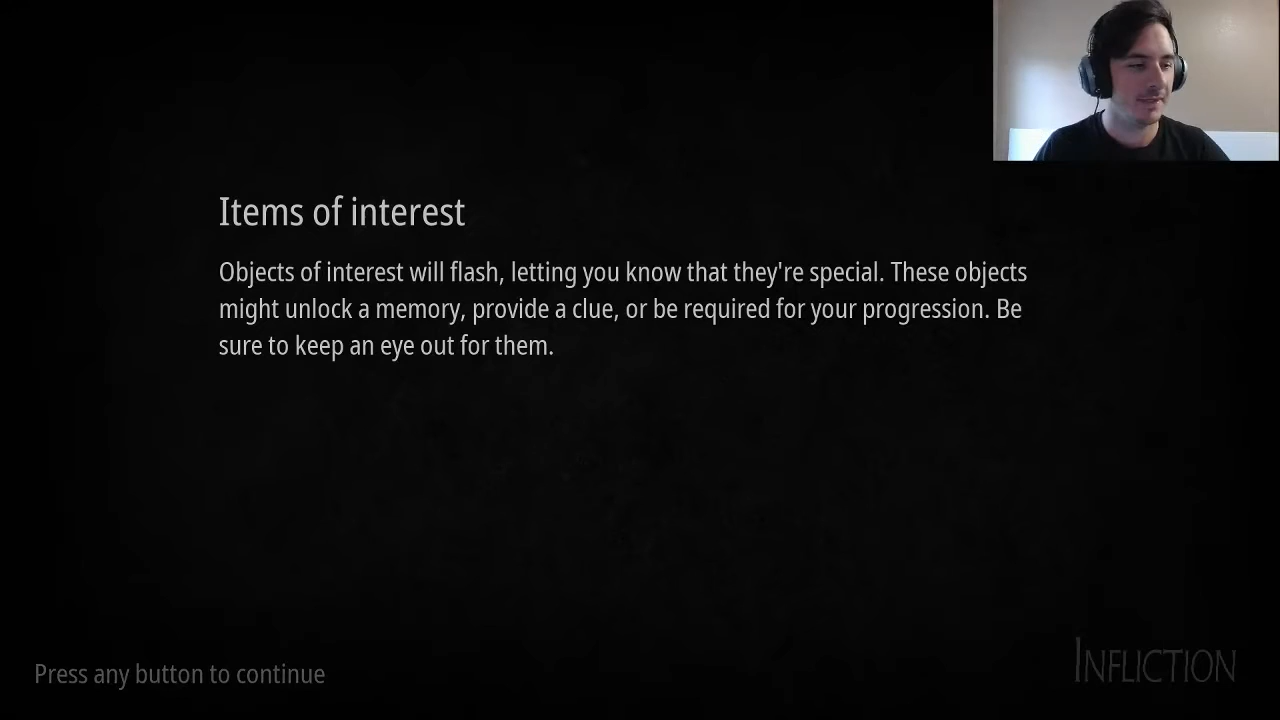 Items of interest
Objects of interest will flash, letting you know that they're special. These objects
might unlock a memory, provide a clue, or be required for your progression. Be
sure to keep an eye out for them.
Press any button to continue
INFLICTION